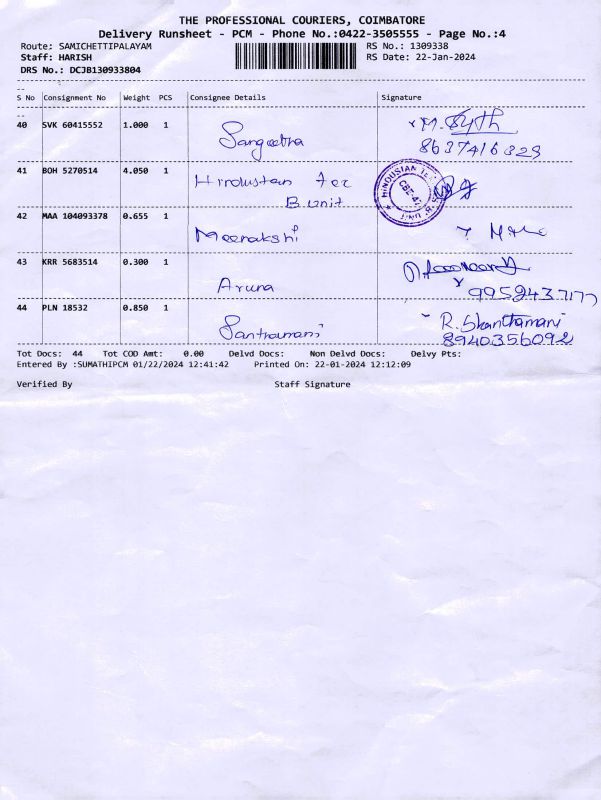 THE PROFESSIONAL COURIERS, COIMBATORE
Delivery Runsheet - PCM - Phone No.:0422-3505555 - Page No.:4
Route: SAMICHETTIPALAYAM RS No.: 1309338
Staff: HARISH RS Date: 22-Jan-2024
DRS No.: DCJB130933804
S No Consignment No Weight PCS Consignee Details Signature
40 SVK 60415552 1.000 1 Sangeetha
8637416329
41 BOH 5270514 4.050 1 Hindustan Tex
B.unit
HINDUSTAN
42 MAA 104093378 0.655 1 Meenakshi
43 KRR 5683514 0.300 1 Aruna
44 PLN 18532 0.850 1 Santhamani R. Shanthamani
8940356092
Tot Docs: 44 Tot COD Amt: 0.00 Delvd Docs: Non Delvd Docs: Delvy Pts:
Entered By :SUMATHIPCM 01/22/2024 12:41:42 Printed On: 22-01-2024 12:12:09
Verified By Staff Signature